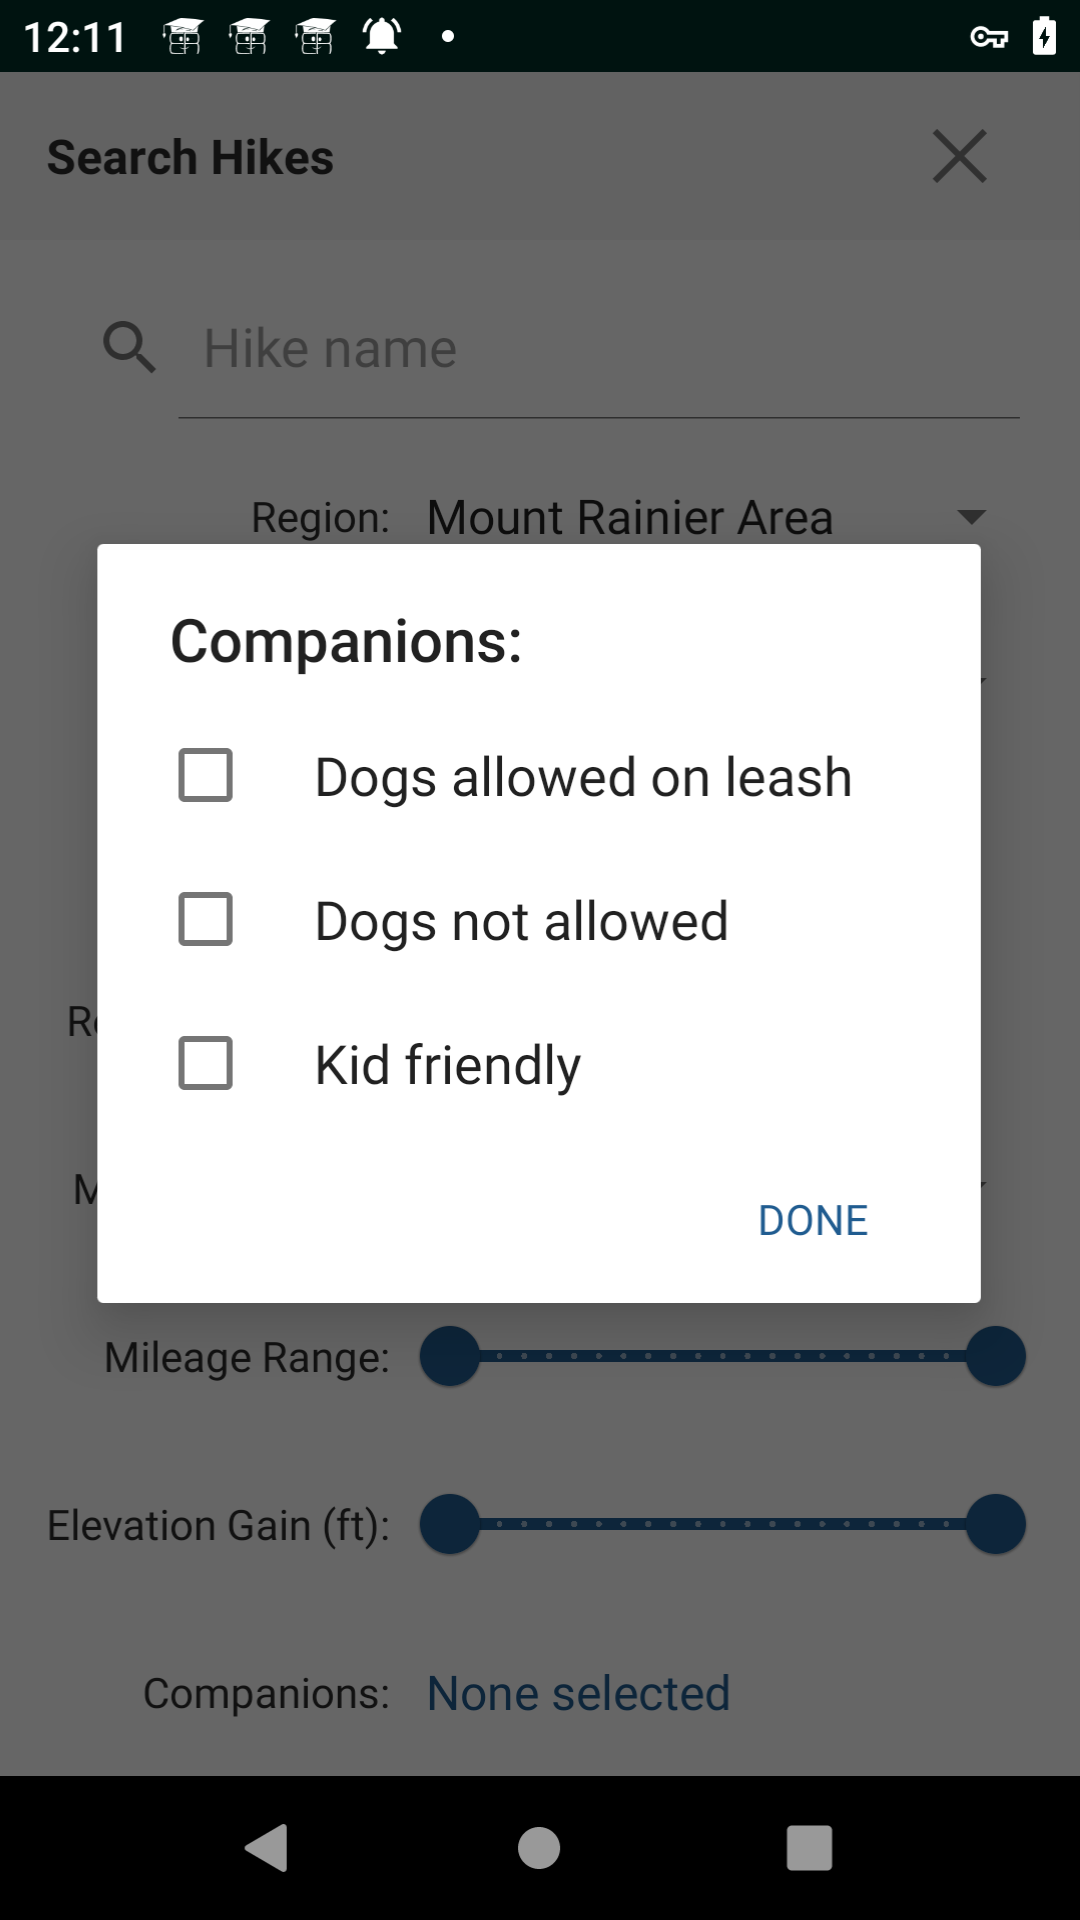 12:11
Search Hikes
Hike name
Region: Mount Rainier Area
Companions:
Dogs allowed on leash
Dogs not allowed
Kid friendly
DONE
Mileage Range:
Elevation Gain (ft):
Companions: None selected